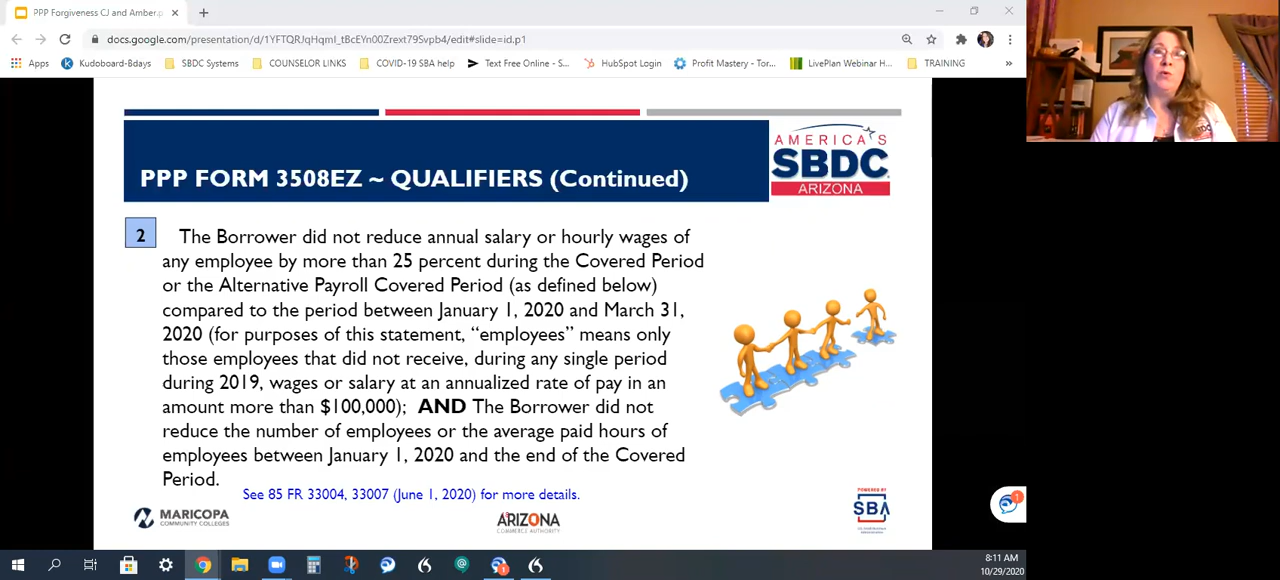 PPP Forgiveness CJ and Amber.p
docs.google.com/presentation/d/1YFTQRJqHqmI_tBcEYn00Zrext79Svpb4/edit#slide=id.p1
Apps Kudoboard-8days SBDC Systems COUNSELOR LINKS COVID-19 SBA help Text Free Online - S... HubSpot Login Profit Mastery - Tor... LivePlan Webinar H... TRAINING »
AMERICA'S
SBDC
ARIZONA
PPP FORM 3508EZ ~ QUALIFIERS (Continued)
2 The Borrower did not reduce annual salary or hourly wages of
any employee by more than 25 percent during the Covered Period
or the Alternative Payroll Covered Period (as defined below)
compared to the period between January 1, 2020 and March 31,
2020 (for purposes of this statement, “employees” means only
those employees that did not receive, during any single period
during 2019, wages or salary at an annualized rate of pay in an
amount more than $100,000); AND The Borrower did not
reduce the number of employees or the average paid hours of
employees between January 1, 2020 and the end of the Covered
Period.
See 85 FR 33004, 33007 (June 1, 2020) for more details.
MARICOPA
COMMUNITY COLLEGES
ARIZONA
COMMERCE AUTHORITY
POWERED BY
SBA
1
8:11 AM
10/29/2020